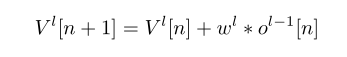 V^l[n + 1] = V^l[n] + w^l * o^{l-1}[n]